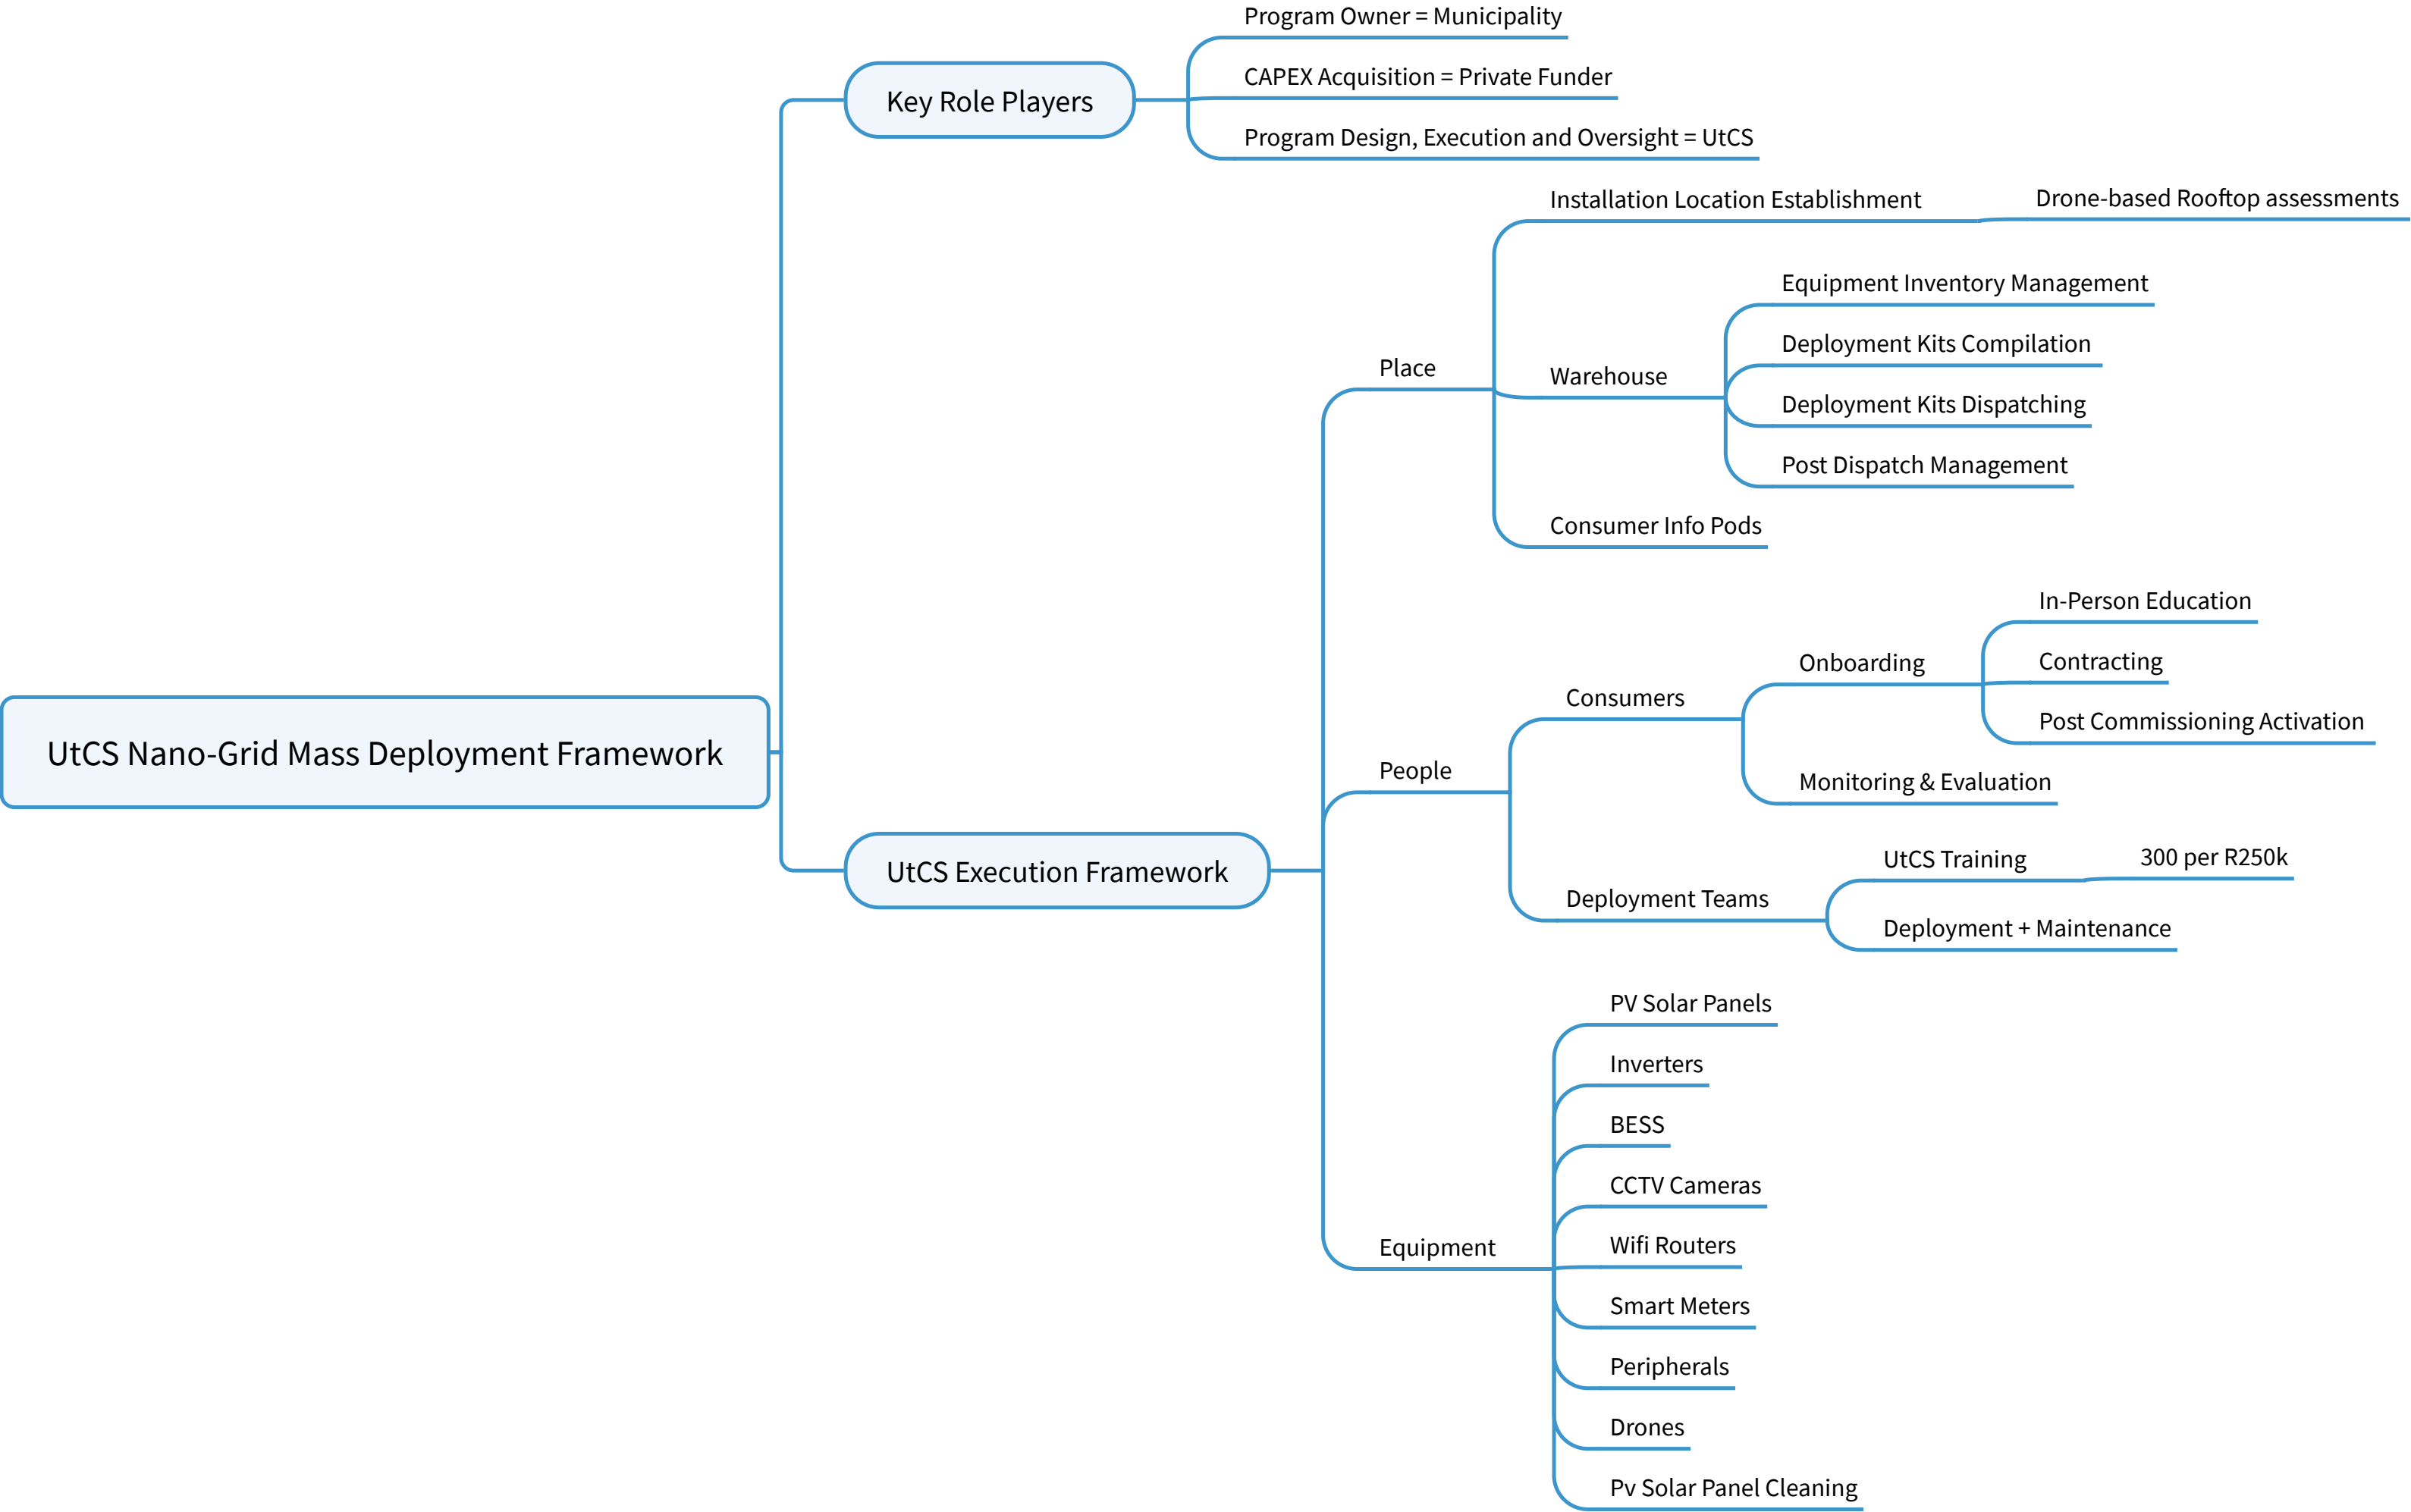 Program Owner = Municipality
CAPEX Acquisition = Private Funder
Key Role Players
Program Design, Execution and Oversight = UtCS
Installation Location Establishment
Drone-based Rooftop assessments
Equipment Inventory Management
Deployment Kits Compilation
Place
Warehouse
Deployment Kits Dispatching
Post Dispatch Management
Consumer Info Pods
In-Person Education
Onboarding
Contracting
Consumers
Post Commissioning Activation
UtCS Nano-Grid Mass Deployment Framework
People
Monitoring & Evaluation
UtCS Execution Framework
UtCS Training
300 per R250k
Deployment Teams
Deployment + Maintenance
PV Solar Panels
Inverters
BESS
CCTV Cameras
Equipment
Wifi Routers
Smart Meters
Peripherals
Drones
Pv Solar Panel Cleaning